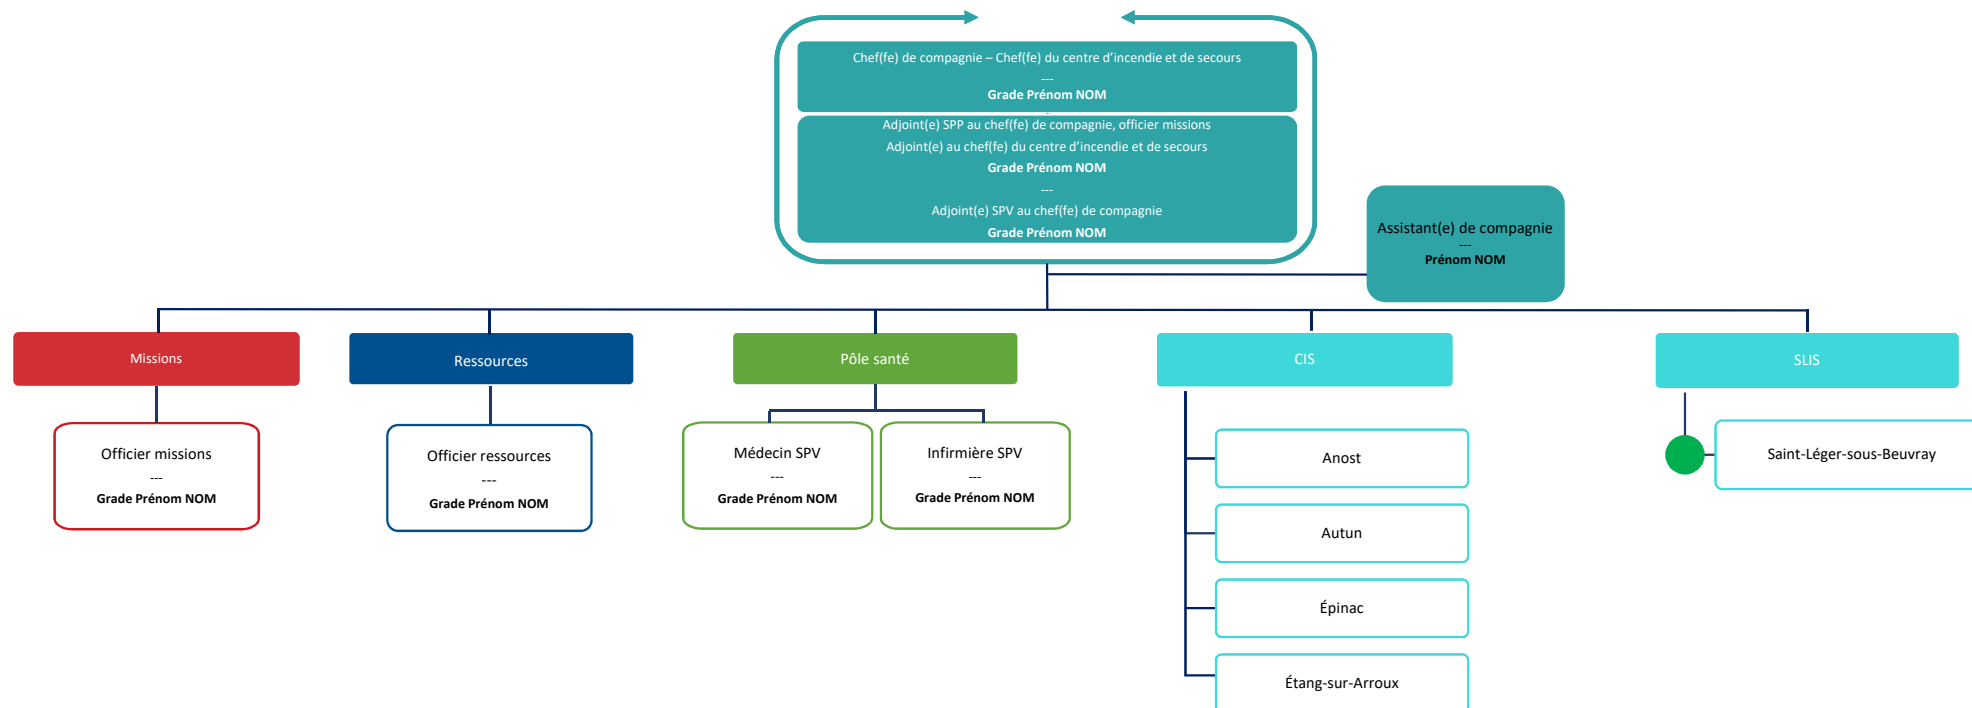 Chef(fe) de compagnie – Chef(fe) du centre d’incendie et de secours
---
Grade Prénom NOM
Adjoint(e) SPP au chef(fe) de compagnie, officier missions
Adjoint(e) au chef(fe) du centre d’incendie et de secours
Grade Prénom NOM
---
Adjoint(e) SPV au chef(fe) de compagnie
Grade Prénom NOM
Assistant(e) de compagnie
---
Prénom NOM
Missions
Ressources
Pôle santé
CIS
SLIS
Officier missions
---
Grade Prénom NOM
Officier ressources
---
Grade Prénom NOM
Médecin SPV
---
Grade Prénom NOM
Infirmière SPV
---
Grade Prénom NOM
Anost
Autun
Épinac
Étang-sur-Arroux
Saint-Léger-sous-Beuvray